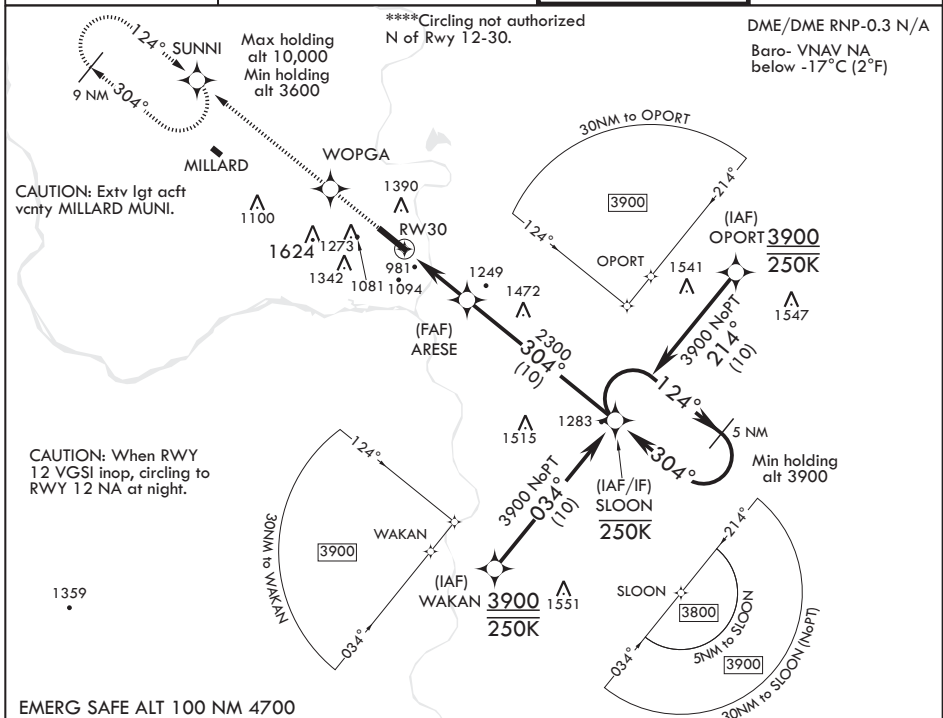 ****Circling not authorized
N of Rwy 12-30.
DME/DME RNP-0.3 N/A
Baro- VNAV NA
below -17°C (2°F)
124°
SUNNI
Max holding
alt 10,000
Min holding
alt 3600
9 NM
304°
MILLARD
WOPGA
CAUTION: Extv lgt acft
vcnty MILLARD MUNI.
1100
1390
RW30
1624
1273
1342
1081
981
1094
1249
1472
(FAF)
ARESE
2300
304°
(10)
30NM to OPORT
3900
214°
124°
OPORT
(IAF)
OPORT 3900
250K
1541
1547
3900 NoPT
214°
(10)
124°
5 NM
304°
1283
1515
Min holding
alt 3900
(IAF/IF)
SLOON
250K
3900 NoPT
034°
(10)
CAUTION: When RWY
12 VGSI inop, circling to
RWY 12 NA at night.
124°
30NM to WAKAN
3900
WAKAN
034°
(IAF)
WAKAN 3900
250K
1551
1359
214°
SLOON
3800
5NM to SLOON
034°
3900
30NM to SLOON (NoPT)
EMERG SAFE ALT 100 NM 4700